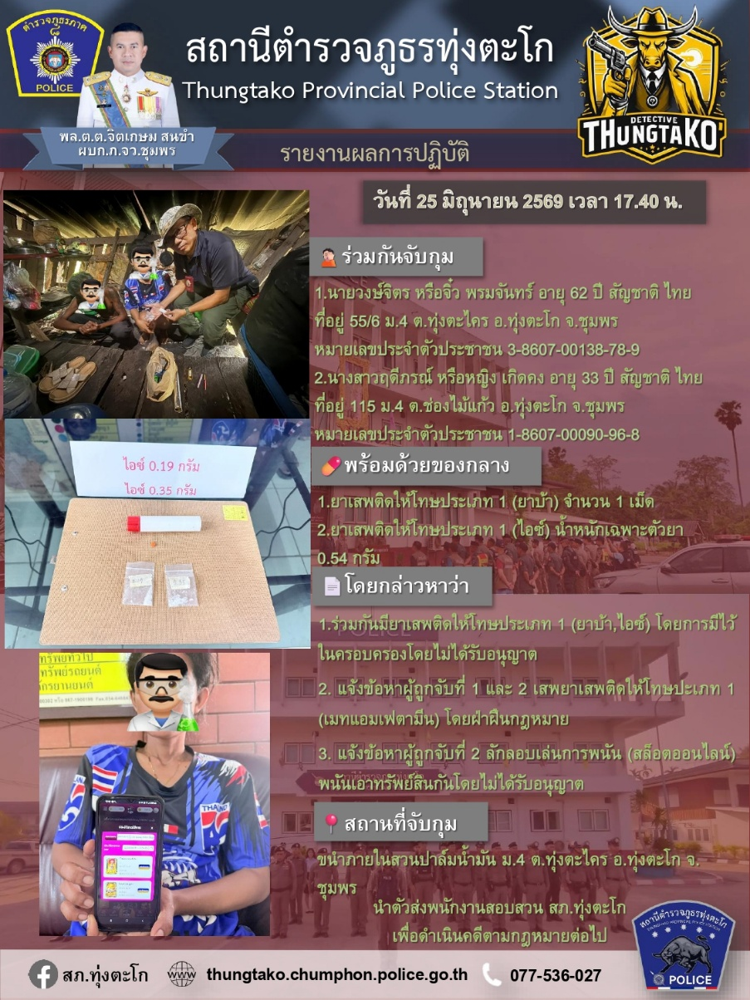 ตำรวจภูธรภาค
๘
POLICE
สถานีตำรวจภูธรทุ่งตะโก
Thungtako Provincial Police Station
DETECTIVE
THUNGTAKO
พล.ต.ต.จิตเกษม สนขำ
ผบก.ภ.จว.ชุมพร
รายงานผลการปฏิบัติ
วันที่ 25 มิถุนายน 2569 เวลา 17.40 น.
ร่วมกันจับกุม
1.นายวงษ์จิตร หรือจิ๋ว พรมจันทร์ อายุ 62 ปี สัญชาติ ไทย
ที่อยู่ 55/6 ม.4 ต.ทุ่งตะไคร อ.ทุ่งตะโก จ.ชุมพร
หมายเลขประจำตัวประชาชน 3-8607-00138-78-9
2.นางสาวฤดีภรณ์ หรือหญิง เกิดคง อายุ 33 ปี สัญชาติ ไทย
ที่อยู่ 115 ม.4 ต.ช่องไม้แก้ว อ.ทุ่งตะโก จ.ชุมพร
หมายเลขประจำตัวประชาชน 1-8607-00090-96-8
พร้อมด้วยของกลาง
1.ยาเสพติดให้โทษประเภท 1 (ยาบ้า) จำนวน 1 เม็ด
2.ยาเสพติดให้โทษประเภท 1 (ไอซ์) น้ำหนักเฉพาะตัวยา
0.54 กรัม
ไอซ์ 0.19 กรัม
ไอซ์ 0.35 กรัม
โดยกล่าวหาว่า
1.ร่วมกันมียาเสพติดให้โทษประเภท 1 (ยาบ้า,ไอซ์) โดยการมีไว้
ในครอบครองโดยไม่ได้รับอนุญาต
2. แจ้งข้อหาผู้ถูกจับที่ 1 และ 2 เสพยาเสพติดให้โทษปะเภท 1
(เมทแอมเฟตามีน) โดยฝ่าฝืนกฎหมาย
3. แจ้งข้อหาผู้ถูกจับที่ 2 ลักลอบเล่นการพนัน (สล็อตออนไลน์)
พนันเอาทรัพย์สินกันโดยไม่ได้รับอนุญาต
ทรัพย์ทั่วไป
ทรัพย์รถยนต์
จักรยานยนต์
THAILAND
สถานที่จับกุม
ขนำภายในสวนปาล์มน้ำมัน ม.4 ต.ทุ่งตะไคร อ.ทุ่งตะโก จ.
ชุมพร
นำตัวส่งพนักงานสอบสวน สภ.ทุ่งตะโก
เพื่อดำเนินคดีตามกฎหมายต่อไป
สถานีตำรวจภูธรทุ่งตะโก
POLICE
สภ.ทุ่งตะโก
www
thungtako.chumphon.police.go.th
077-536-027